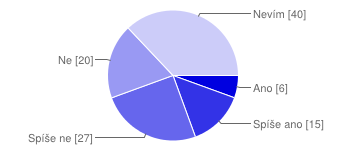 Nevím [40]
Ne [20]
Ano [6]
Spíše ano [15]
Spíše ne [27]